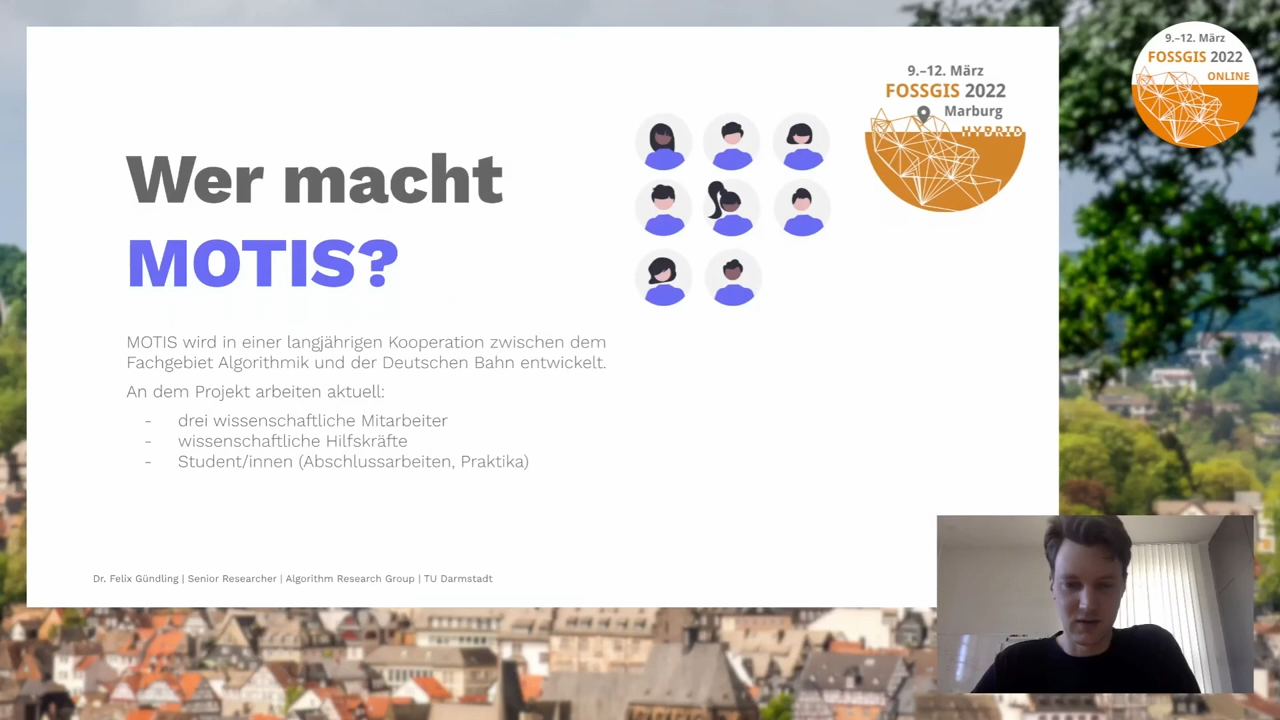 9.–12. März
FOSSGIS 2022
Marburg
HYBRID
9.–12. März
FOSSGIS 2022
ONLINE
Wer macht
MOTIS?
MOTIS wird in einer langjährigen Kooperation zwischen dem
Fachgebiet Algorithmik und der Deutschen Bahn entwickelt.
An dem Projekt arbeiten aktuell:
- drei wissenschaftliche Mitarbeiter
- wissenschaftliche Hilfskräfte
- Student/innen (Abschlussarbeiten, Praktika)
Dr. Felix Gündling | Senior Researcher | Algorithm Research Group | TU Darmstadt